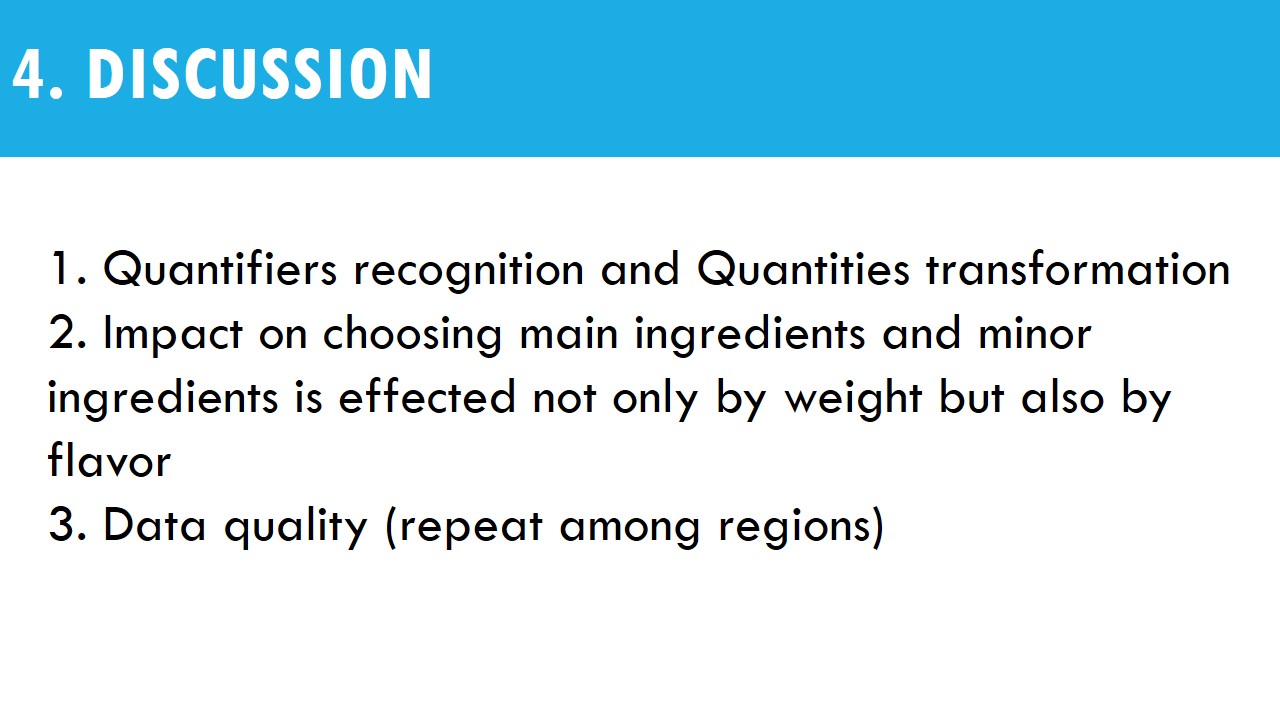 4. DISCUSSION
1. Quantifiers recognition and Quantities transformation
2. Impact on choosing main ingredients and minor
ingredients is effected not only by weight but also by
flavor
3. Data quality (repeat among regions)